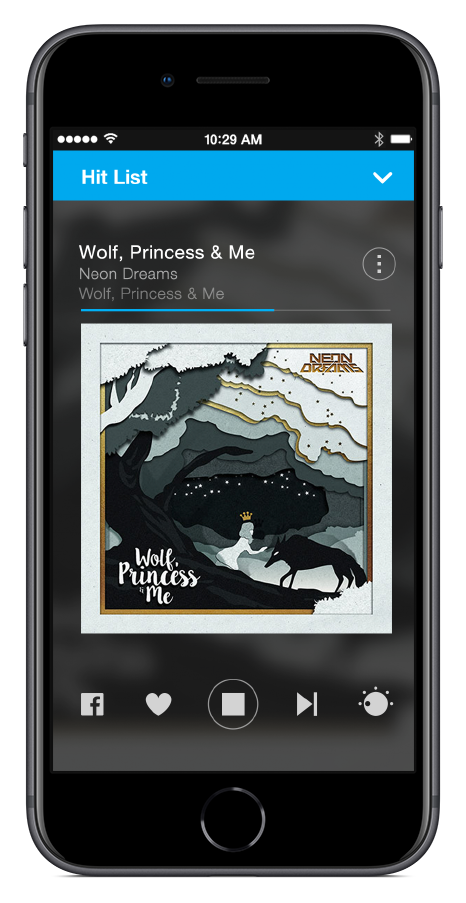 10:29 AM
Hit List
Wolf, Princess & Me
Neon Dreams
Wolf, Princess & Me
NEON
DREAMS
Wolf,
Princess
& Me